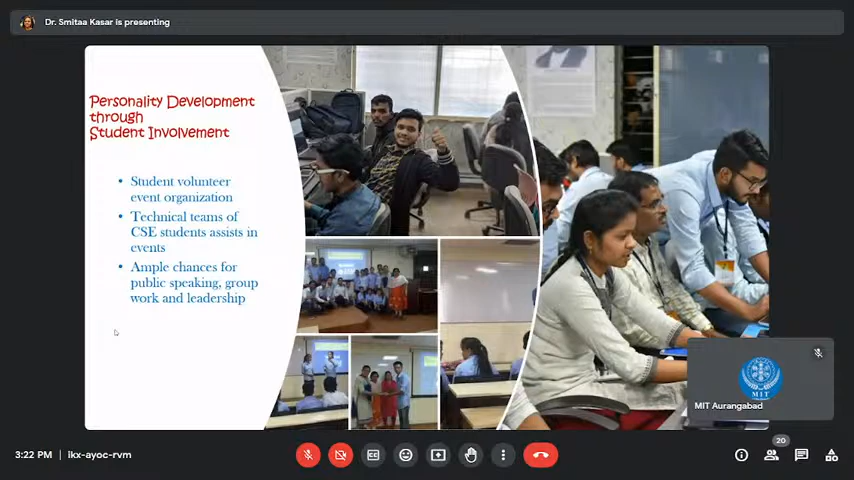 Dr. Smitaa Kasar is presenting
Personality Development
through
Student Involvement
• Student volunteer
event organization
• Technical teams of
CSE students assists in
events
• Ample chances for
public speaking, group
work and leadership
MIT
MIT Aurangabad
3:22 PM | lkx-ayoc-rvm
20